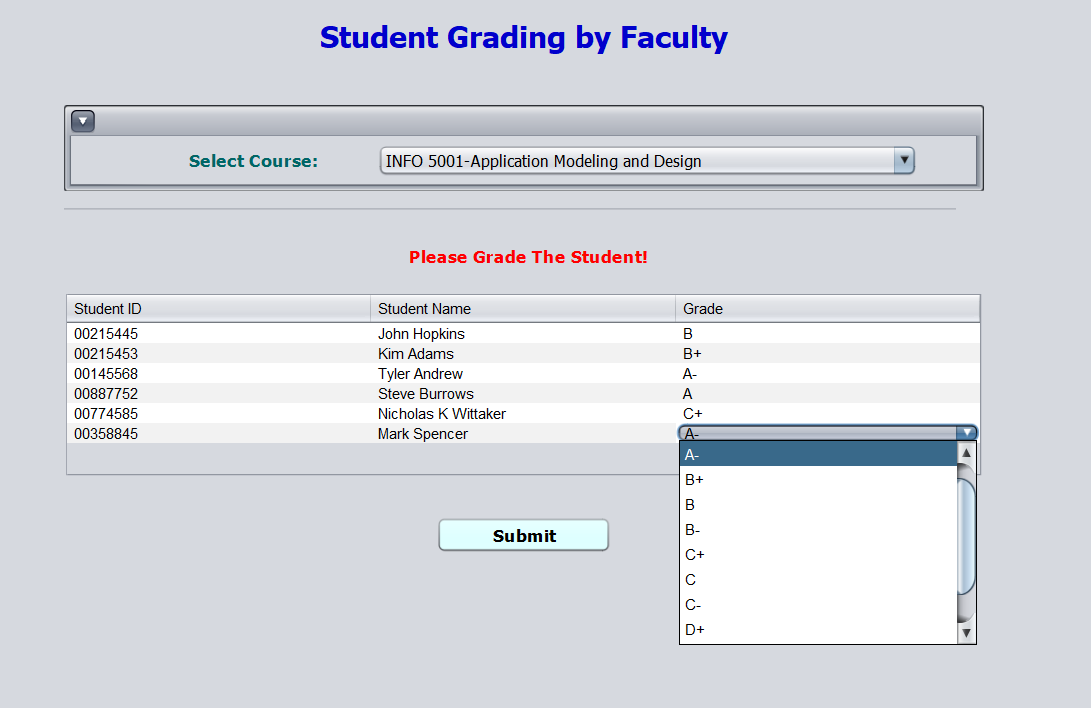 Student Grading by Faculty
Select Course: INFO 5001-Application Modeling and Design
Please Grade The Student!
Student ID Student Name Grade
00215445 John Hopkins B
00215453 Kim Adams B+
00145568 Tyler Andrew A-
00887752 Steve Burrows A
00774585 Nicholas K Wittaker C+
00358845 Mark Spencer A-
A-
B+
B
B-
C+
C
C-
D+
Submit